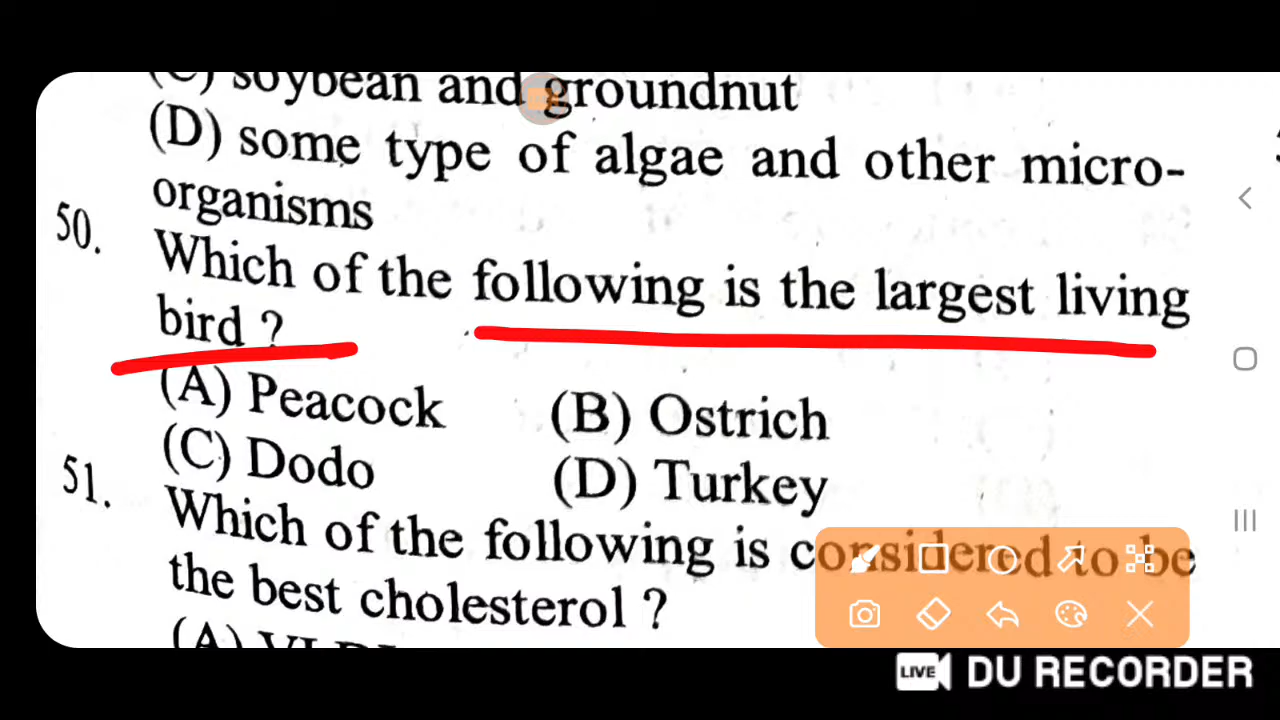 (C) soybean and groundnut
(D) some type of algae and other micro-
organisms
50. Which of the following is the largest living
bird ?
(A) Peacock (B) Ostrich
(C) Dodo (D) Turkey
51. Which of the following is considered to be
the best cholesterol ?
(A)
LIVE DU RECORDER